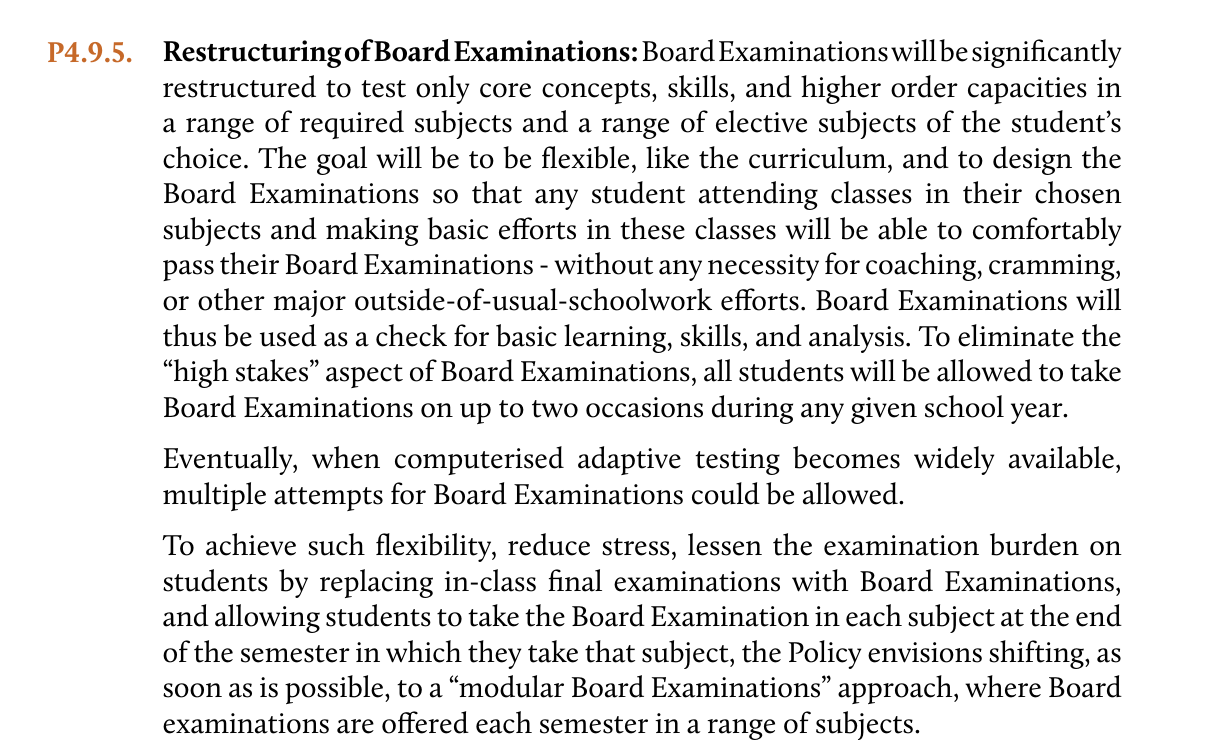 P4.9.5. Restructuring of Board Examinations: Board Examinations will be significantly
restructured to test only core concepts, skills, and higher order capacities in
a range of required subjects and a range of elective subjects of the student’s
choice. The goal will be to be flexible, like the curriculum, and to design the
Board Examinations so that any student attending classes in their chosen
subjects and making basic efforts in these classes will be able to comfortably
pass their Board Examinations - without any necessity for coaching, cramming,
or other major outside-of-usual-schoolwork efforts. Board Examinations will
thus be used as a check for basic learning, skills, and analysis. To eliminate the
“high stakes” aspect of Board Examinations, all students will be allowed to take
Board Examinations on up to two occasions during any given school year.
Eventually, when computerised adaptive testing becomes widely available,
multiple attempts for Board Examinations could be allowed.
To achieve such flexibility, reduce stress, lessen the examination burden on
students by replacing in-class final examinations with Board Examinations,
and allowing students to take the Board Examination in each subject at the end
of the semester in which they take that subject, the Policy envisions shifting, as
soon as is possible, to a “modular Board Examinations” approach, where Board
examinations are offered each semester in a range of subjects.